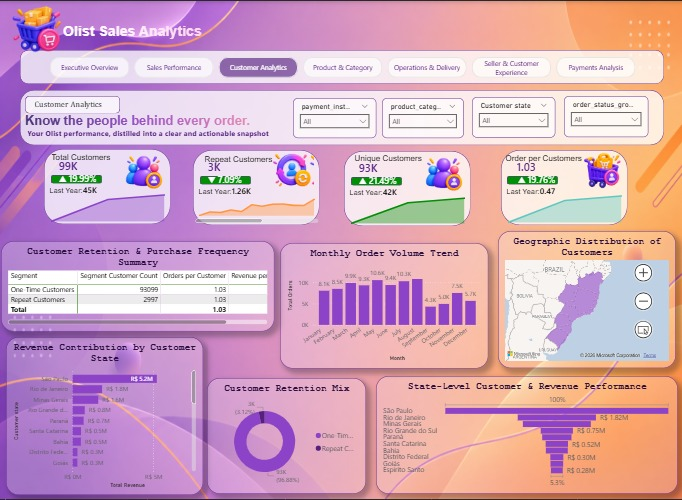 Olist Sales Analytics
Executive Overview
Sales Performance
Customer Analytics
Product & Category
Operations & Delivery
Seller & Customer
Experience
Payments Analysis
Customer Analytics
Know the people behind every order.
Your Olist performance, distilled into a clear and actionable snapshot
payment_inst...
All
product_categ...
All
Customer state
All
order_status_gro...
All
Total Customers
99K
▲ 19.99%
Last Year:45K
Repeat Customers
3K
▼ 7.09%
Last Year:1.26K
Unique Customers
93K
▲ 21.49%
Last Year:42K
Order per Customers
1.03
▲ 19.76%
Last Year:0.47
Customer Retention & Purchase Frequency
Summary
Segment Segment Customer Count Orders per Customer Revenue per
One-Time Customers 93099 1.03
Repeat Customers 2997 1.03
Total 1.03
Monthly Order Volume Trend
Total Orders
10K
5K
0K
8.1K 8.5K 9.9K 9.3K 10.6K 9.4K 10.3K 4.3K 5.0K 7.5K 5.7K
January February March April May June July August September October November December
Month
Geographic Distribution of
Customers
BRAZIL
BOLIVIA
ARGENTINA
© 2026 Microsoft Corporation Terms
Revenue Contribution by Customer
State
Customer state
São Paulo R$ 5.2M
Rio de Janeiro R$ 1.8M
Minas Gerais R$ 1.6M
Rio Grande d... R$ 0.8M
Paraná R$ 0.7M
Santa Catarina R$ 0.5M
Bahia R$ 0.5M
Distrito Fede... R$ 0.3M
Goiás R$ 0.3M
R$ 0M R$ 5M
Total Revenue
Customer Retention Mix
3K
(3.12%)
93K
(96.88%)
One Tim...
Repeat C...
State-Level Customer & Revenue Performance
100%
São Paulo
Rio de Janeiro R$ 1.82M
Minas Gerais
Rio Grande do Sul R$ 0.75M
Paraná
Santa Catarina R$ 0.52M
Bahia
Distrito Federal R$ 0.30M
Goiás
Espírito Santo R$ 0.28M
5.3%